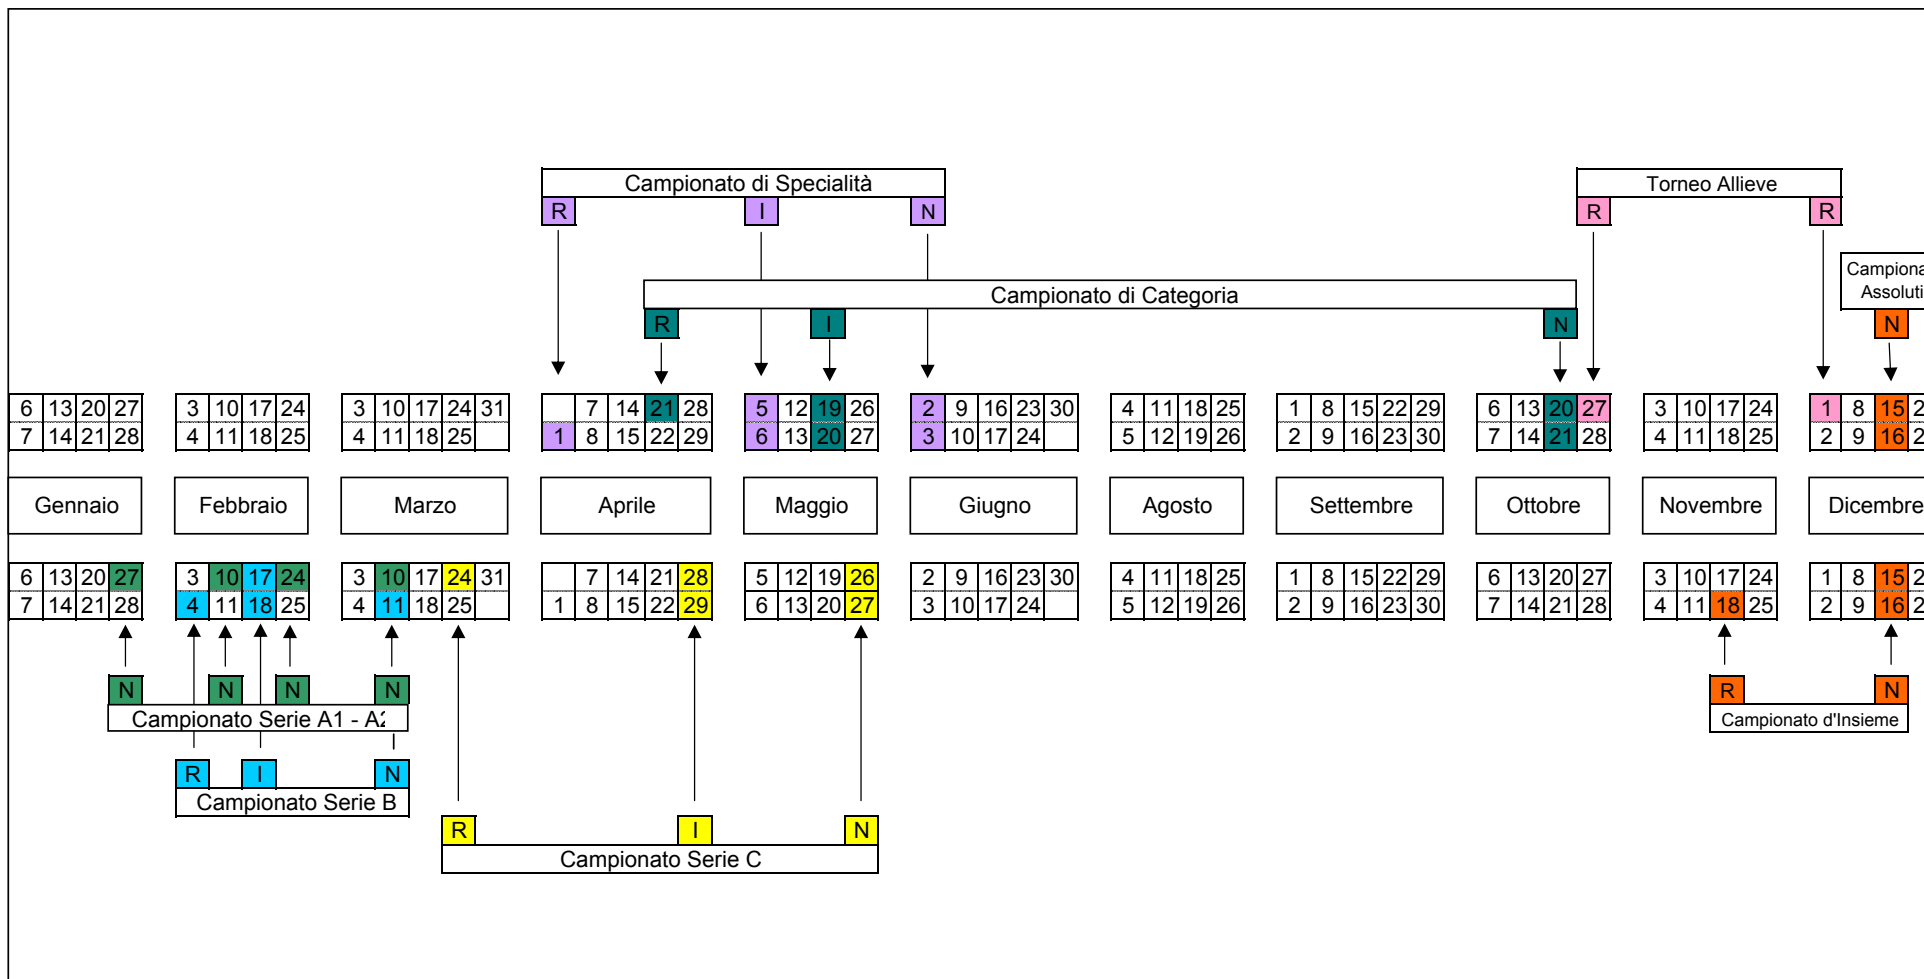 Campionato di Specialità
Torneo Allieve
R I N
R R
Campiona
Assoluti
Campionato di Categoria
R I N
N
6 13 20 27 3 10 17 24 3 10 17 24 31 7 14 21 28 5 12 19 26 2 9 16 23 30 4 11 18 25 1 8 15 22 29 6 13 20 27 3 10 17 24 1 8 15 2
7 14 21 28 4 11 18 25 4 11 18 25 1 8 15 22 29 6 13 20 27 3 10 17 24 5 12 19 26 2 9 16 23 30 7 14 21 28 4 11 18 25 2 9 16 2
Gennaio Febbraio Marzo Aprile Maggio Giugno Agosto Settembre Ottobre Novembre Dicembre
6 13 20 27 3 10 17 24 3 10 17 24 31 7 14 21 28 5 12 19 26 2 9 16 23 30 4 11 18 25 1 8 15 22 29 6 13 20 27 3 10 17 24 1 8 15 2
7 14 21 28 4 11 18 25 4 11 18 25 1 8 15 22 29 6 13 20 27 3 10 17 24 5 12 19 26 2 9 16 23 30 7 14 21 28 4 11 18 25 2 9 16 2
N N N N
R N
Campionato Serie A1 - A2
Campionato d'Insieme
R I N
Campionato Serie B
R I N
Campionato Serie C